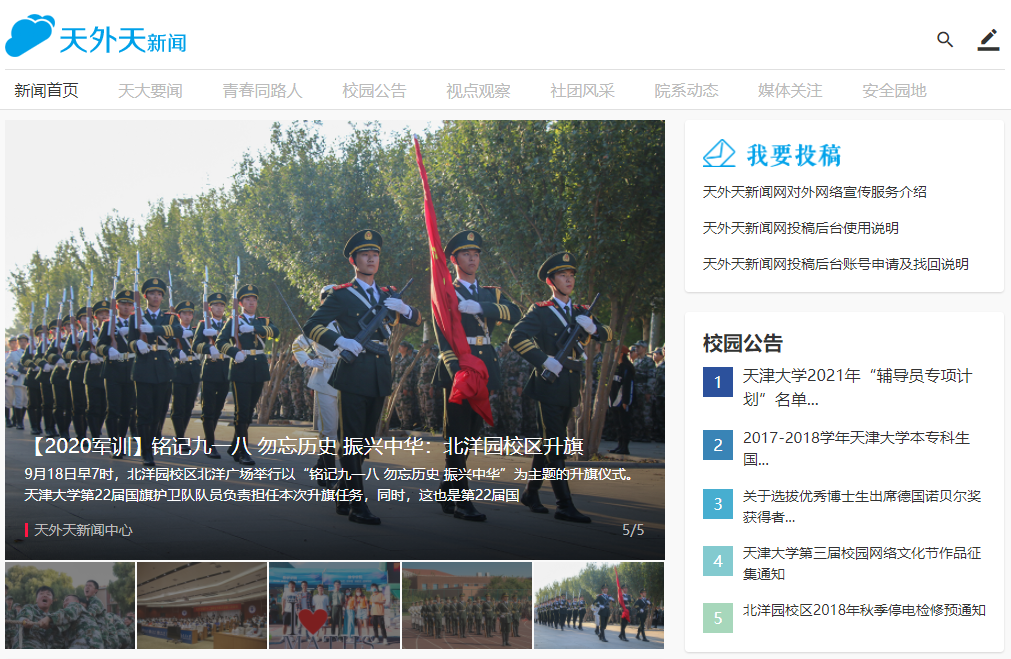 天外天新闻
新闻首页 天大要闻 青春同路人 校园公告 视点观察 社团风采 院系动态 媒体关注 安全园地
【2020军训】铭记九一八 勿忘历史 振兴中华：北洋园校区升旗
9月18日早7时，北洋园校区北洋广场举行以“铭记九一八 勿忘历史 振兴中华”为主题的升旗仪式。
天津大学第22届国旗护卫队队员负责担任本次升旗任务，同时，这也是第22届国
天外天新闻中心 5/5
我要投稿
天外天新闻网对外网络宣传服务介绍
天外天新闻网投稿后台使用说明
天外天新闻网投稿后台账号申请及找回说明
校园公告
1 天津大学2021年“辅导员专项计
划”名单...
2 2017-2018学年天津大学本专科生
国...
3 关于选拔优秀博士生出席德国诺贝尔奖
获得者...
4 天津大学第三届校园网络文化节作品征
集通知
5 北洋园校区2018年秋季停电检修预通知